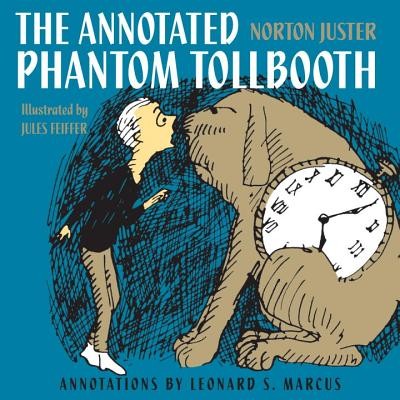 THE ANNOTATED NORTON JUSTER
PHANTOM TOLLBOOTH
Illustrated by
JULES FEIFFER
ANNOTATIONS BY LEONARD S. MARCUS